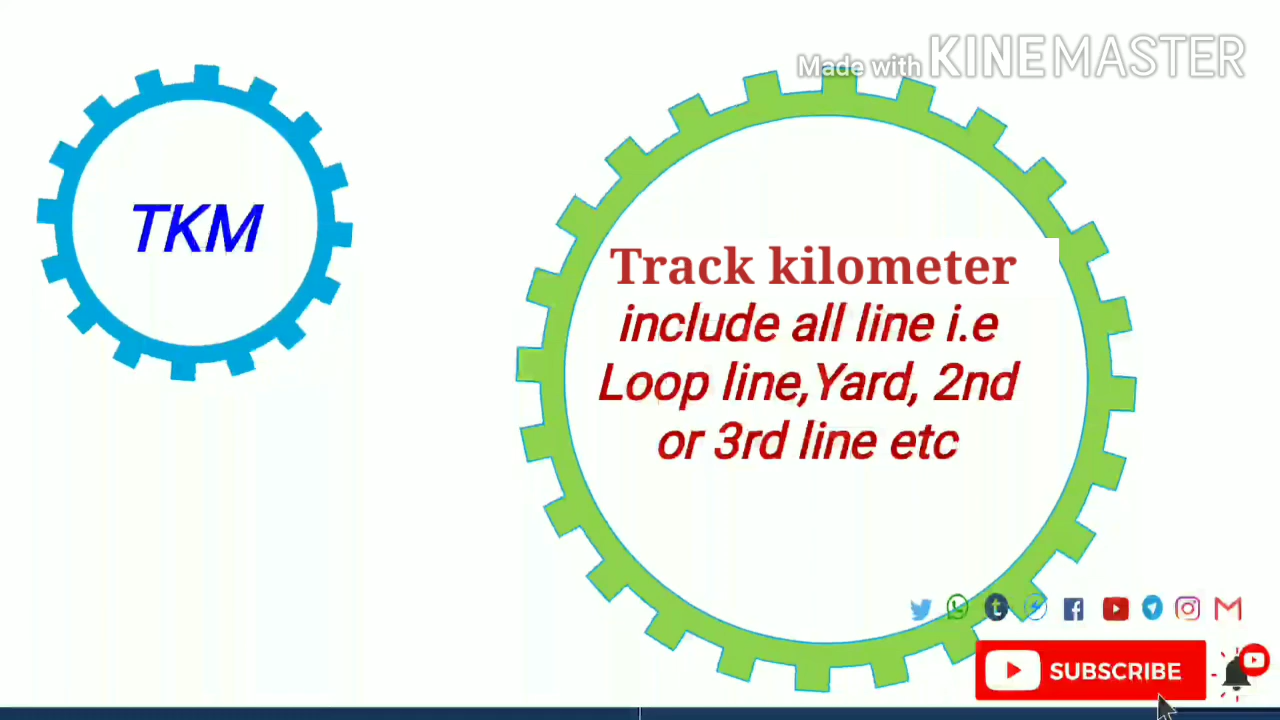 Made with KINEMASTER
TKM
Track kilometer
include all line i.e
Loop line,Yard, 2nd
or 3rd line etc
SUBSCRIBE